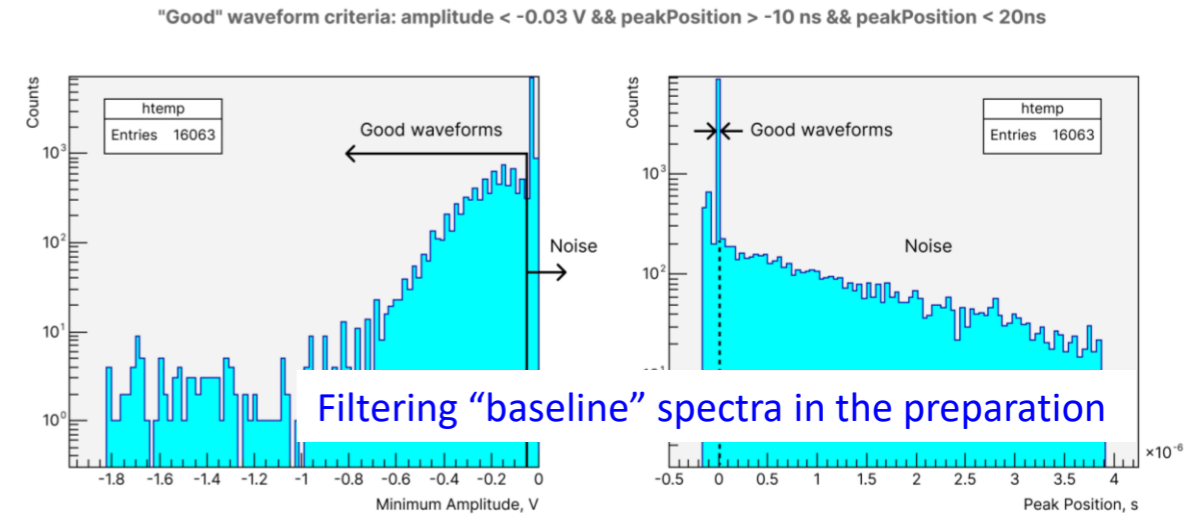 "Good" waveform criteria: amplitude < -0.03 V && peakPosition > -10 ns && peakPosition < 20ns
Counts
htemp
Entries 16063
Good waveforms
Noise
10³
10²
10¹
10⁰
-1.8 -1.6 -1.4 -1.2 -1 -0.8 -0.6 -0.4 -0.2 0
Minimum Amplitude, V
Counts
htemp
Entries 16063
Good waveforms
Noise
10³
10²
-0.5 0 0.5 1 1.5 2 2.5 3 3.5 4
×10⁻⁶
Peak Position, s
Filtering “baseline” spectra in the preparation